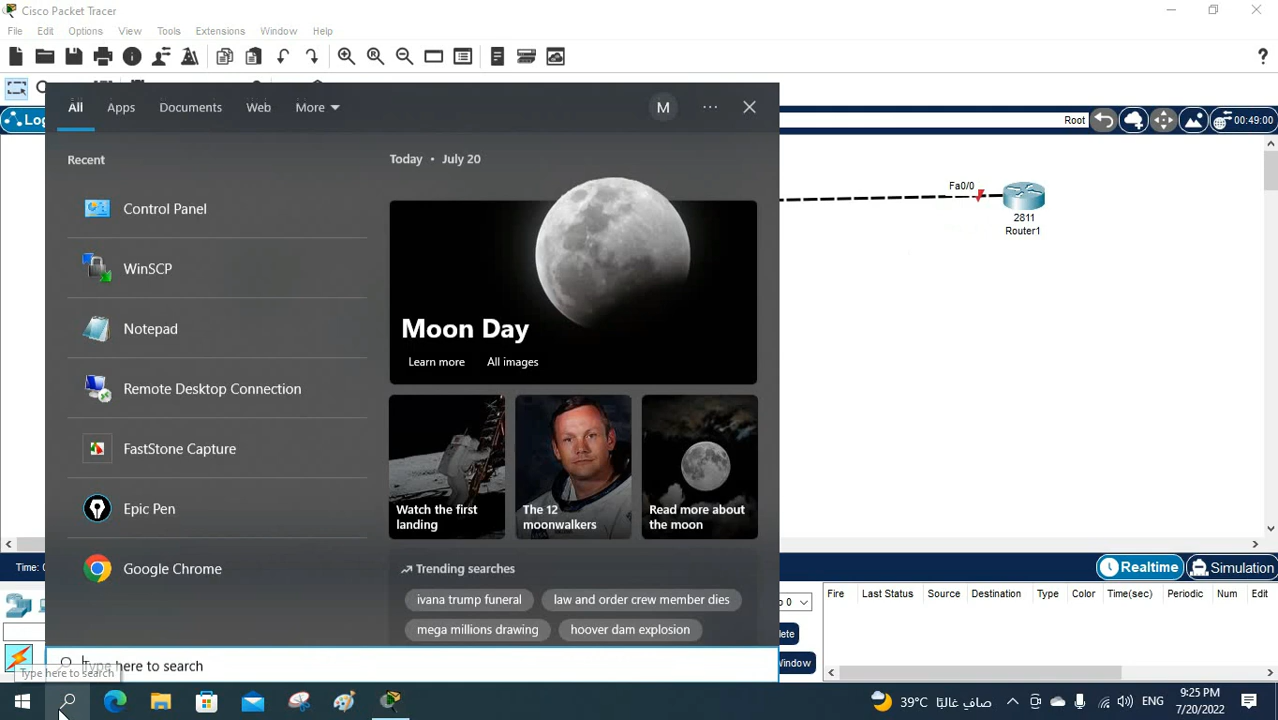 Cisco Packet Tracer
File Edit Options View Tools Extensions Window Help
All Apps Documents Web More M
Root 00:49:00
Recent
Today • July 20
Control Panel
WinSCP
Notepad
Remote Desktop Connection
FastStone Capture
Epic Pen
Google Chrome
Moon Day
Learn more All images
Watch the first
landing
The 12
moonwalkers
Read more about
the moon
Trending searches
ivana trump funeral
law and order crew member dies
mega millions drawing
hoover dam explosion
Fa0/0
2811
Router1
Time:
Realtime Simulation
Fire Last Status Source Destination Type Color Time(sec) Periodic Num Edit
Type here to search
Type here to search
39°C صافٍ غالبًا
ENG
9:25 PM
7/20/2022